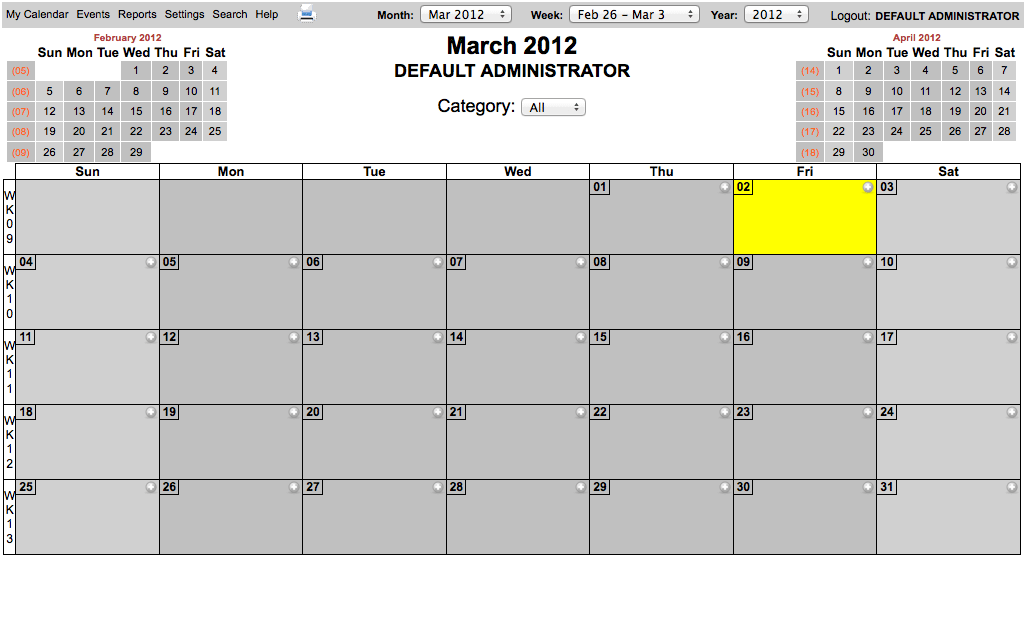 My Calendar Events Reports Settings Search Help Month: Mar 2012 Week: Feb 26 – Mar 3 Year: 2012 Logout: DEFAULT ADMINISTRATOR
February 2012
Sun Mon Tue Wed Thu Fri Sat
(05) 1 2 3 4
(06) 5 6 7 8 9 10 11
(07) 12 13 14 15 16 17 18
(08) 19 20 21 22 23 24 25
(09) 26 27 28 29
March 2012
DEFAULT ADMINISTRATOR
Category: All
April 2012
Sun Mon Tue Wed Thu Fri Sat
(14) 1 2 3 4 5 6 7
(15) 8 9 10 11 12 13 14
(16) 15 16 17 18 19 20 21
(17) 22 23 24 25 26 27 28
(18) 29 30
Sun Mon Tue Wed Thu Fri Sat
WK09 01 02 03
WK10 04 05 06 07 08 09 10
WK11 11 12 13 14 15 16 17
WK12 18 19 20 21 22 23 24
WK13 25 26 27 28 29 30 31